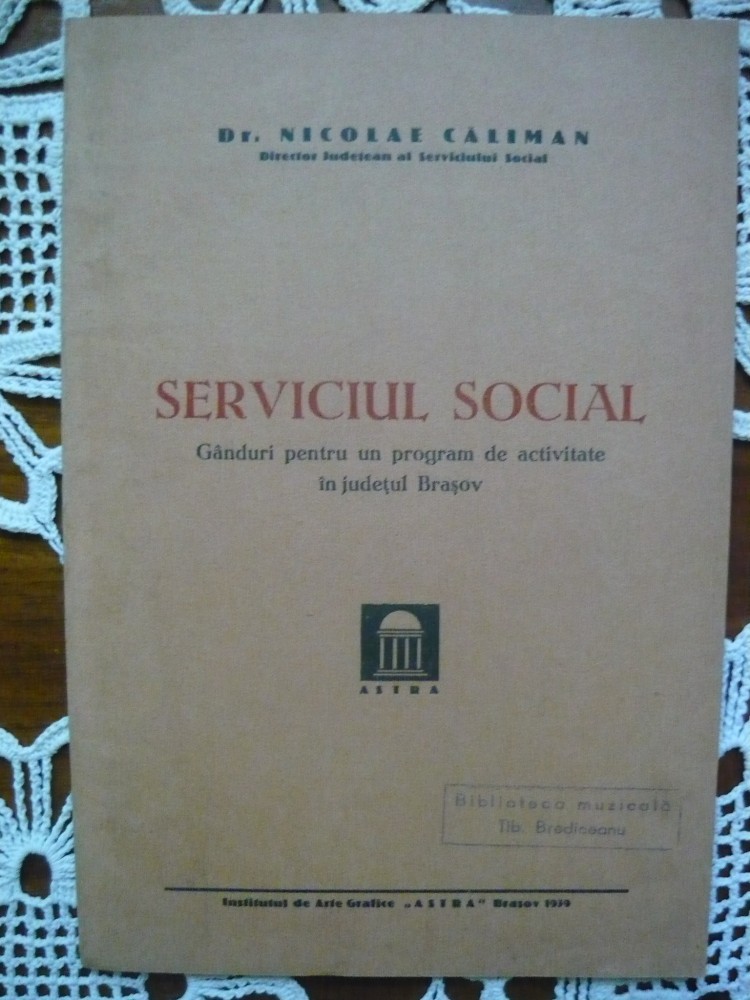 Dr. NICOLAE CĂLIMAN
Director Județean al Serviciului Social
SERVICIUL SOCIAL
Gânduri pentru un program de activitate
în județul Brașov
ASTRA
Biblioteca muzicală
Tib. Brediceanu
Institutul de Arte Grafice „ASTRA" Brașov 1939